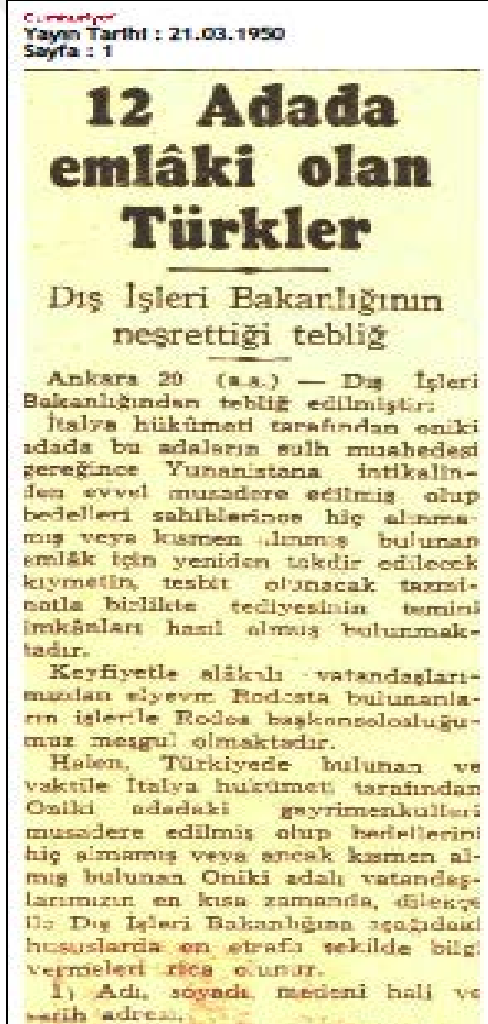 Cumhuriyet
Yayın Tarihi : 21.03.1950
Sayfa : 1
12 Adada
emlâki olan
Türkler
Dış İşleri Bakanlığının
neşrettiği tebliğ
Ankara 20 (a.a.) — Dış İşleri
Bakanlığından tebliğ edilmiştir:
İtalya hükûmeti tarafından oniki
adada bu adaların sulh muahedesi
gereğince Yunanistana intikalin-
den evvel musadere edilmiş olup
bedelleri sahiblerince hiç alınma-
mış veya kısmen alınmış bulunan
emlâk için yeniden takdir edilecek
kıymetin, tesbit olunacak tazmi-
natla birlikte tediyesinin temini
imkânları hasıl olmuş bulunmak-
tadır.
Keyfiyetle alâkalı vatandaşları-
mızdan elyevm Rodosta bulunanla-
rın işlerile Rodos başkonsolosluğu-
muz meşgul olmaktadır.
Halen, Türkiyede bulunan ve
vaktile İtalya hukûmeti tarafından
Oniki adadaki gayrimenkulleri
musadere edilmiş olup bedellerini
hiç almamış veya ancak kısmen al-
mış bulunan Oniki adalı vatandaş-
larımızın en kısa zamanda, dilekçe
ile Dış İşleri Bakanlığına aşağıdaki
hususlarda en etraflı şekilde bilgi
vermeleri rica olunur.
1) Adı, soyadı, medenî hali ve
sarih adresi,